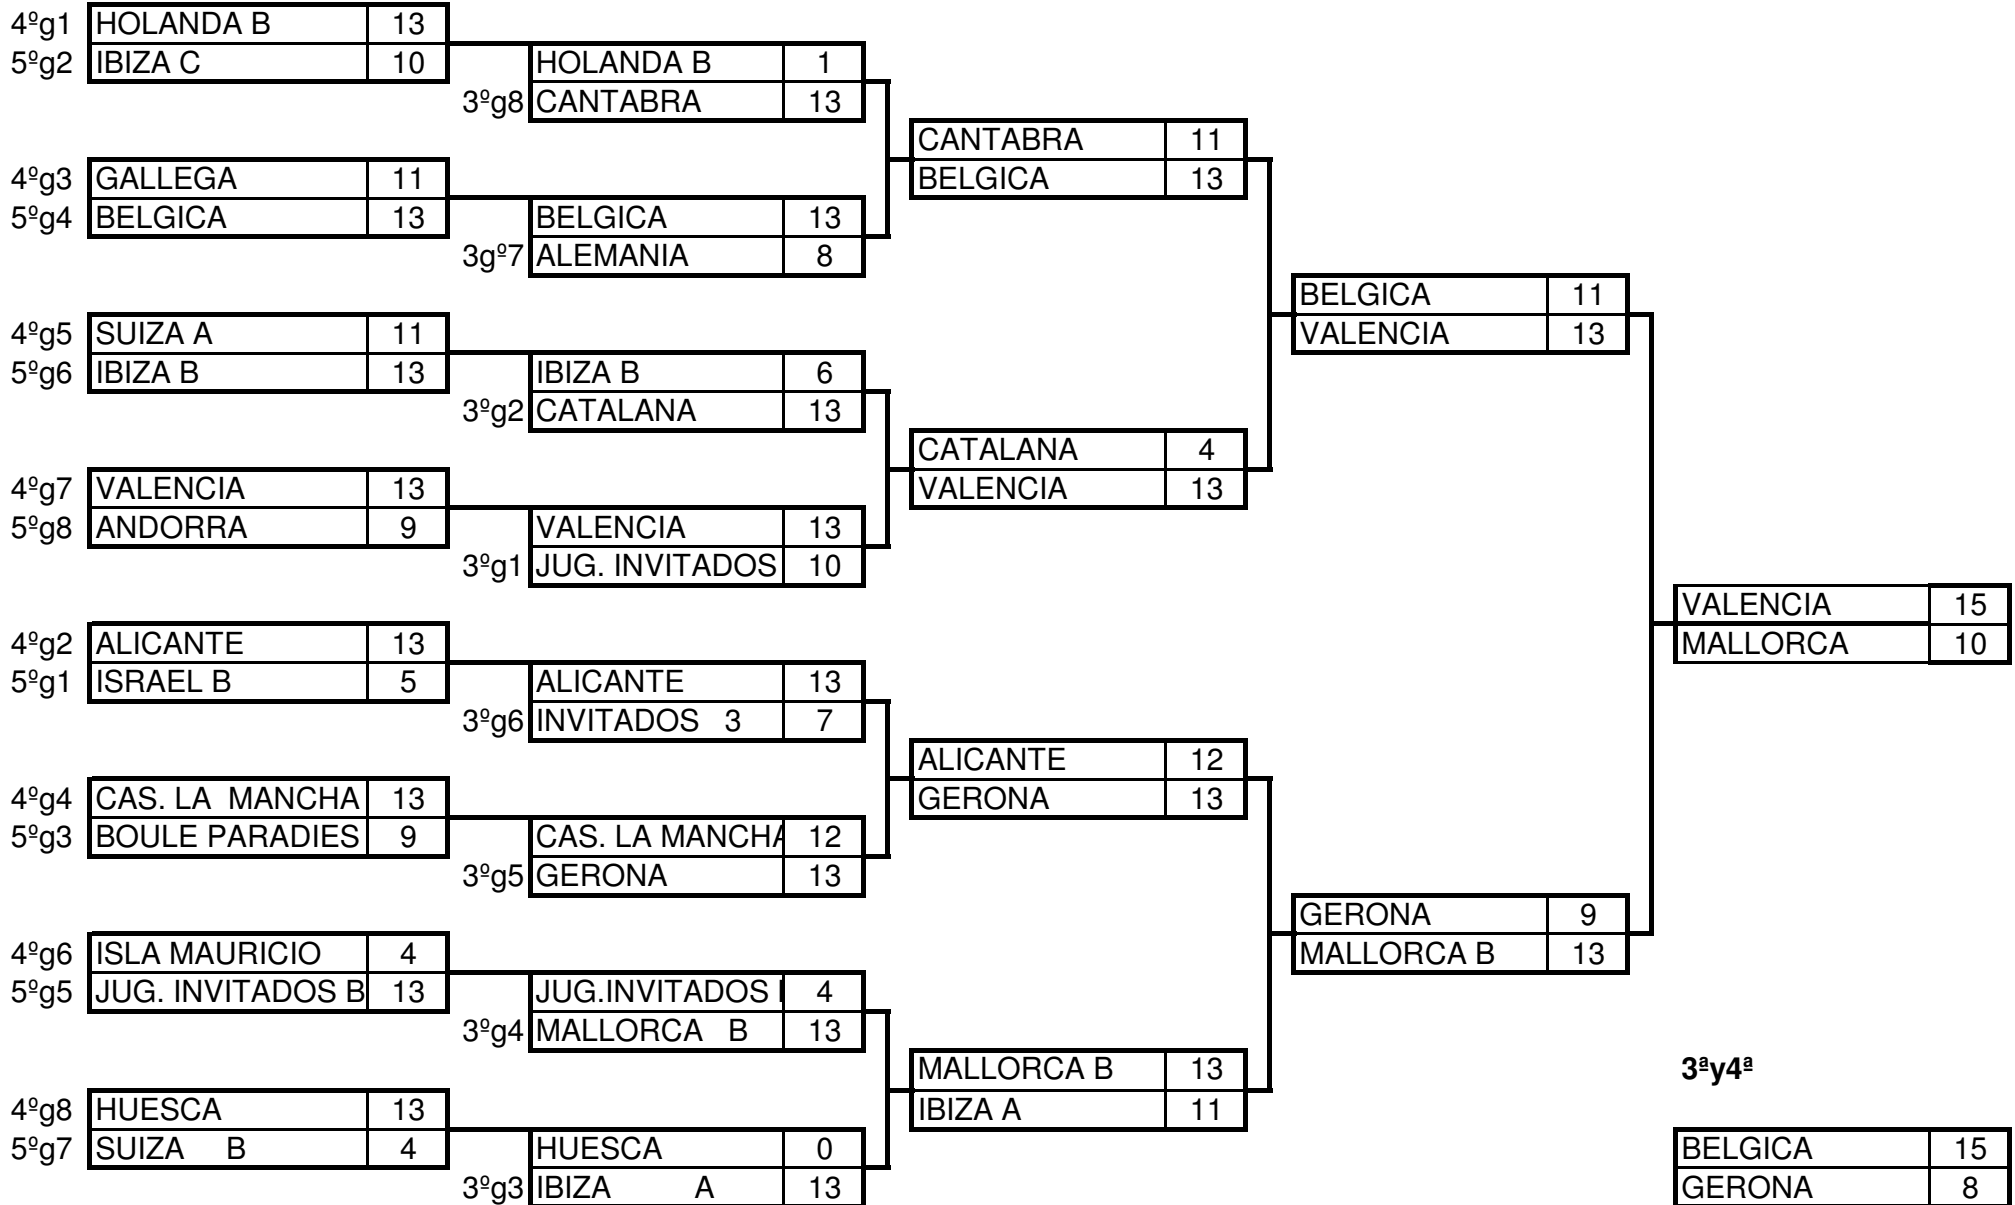 4ºg1 HOLANDA B 13
5ºg2 IBIZA C 10
HOLANDA B 1
3ºg8 CANTABRA 13
4ºg3 GALLEGA 11
5ºg4 BELGICA 13
BELGICA 13
3gº7 ALEMANIA 8
4ºg5 SUIZA A 11
5ºg6 IBIZA B 13
IBIZA B 6
3ºg2 CATALANA 13
4ºg7 VALENCIA 13
5ºg8 ANDORRA 9
VALENCIA 13
3ºg1 JUG. INVITADOS 10
4ºg2 ALICANTE 13
5ºg1 ISRAEL B 5
ALICANTE 13
3ºg6 INVITADOS 3 7
4ºg4 CAS. LA MANCHA 13
5ºg3 BOULE PARADIES 9
CAS. LA MANCHA 12
3ºg5 GERONA 13
4ºg6 ISLA MAURICIO 4
5ºg5 JUG. INVITADOS B 13
JUG.INVITADOS 4
3ºg4 MALLORCA B 13
4ºg8 HUESCA 13
5ºg7 SUIZA B 4
HUESCA 0
3ºg3 IBIZA A 13
CANTABRA 11
BELGICA 13
CATALANA 4
VALENCIA 13
ALICANTE 12
GERONA 13
MALLORCA B 13
IBIZA A 11
BELGICA 11
VALENCIA 13
GERONA 9
MALLORCA B 13
VALENCIA 15
MALLORCA 10
3ªy4ª
BELGICA 15
GERONA 8